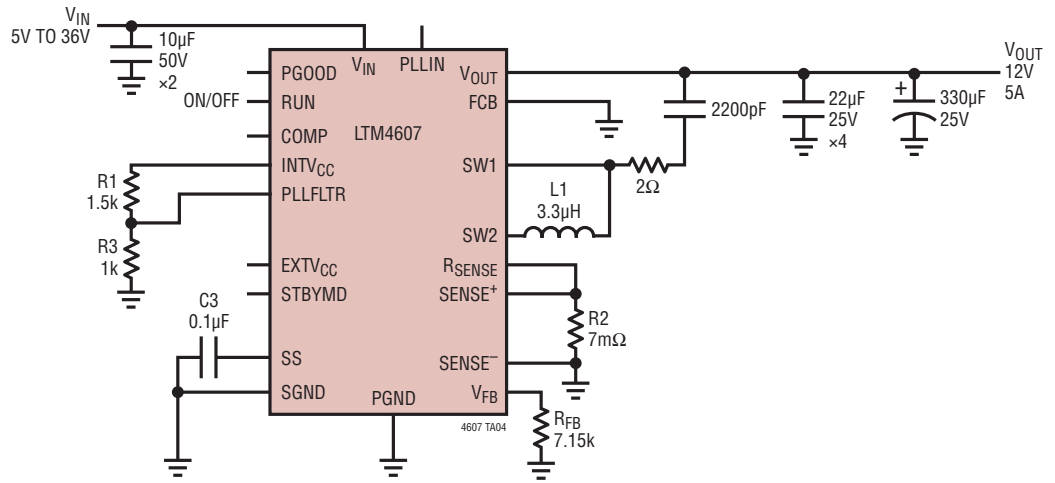 VIN
5V TO 36V
10µF
50V
×2
VIN
PLLIN
PGOOD
VOUT
VOUT
12V
5A
ON/OFF
RUN
FCB
2200pF
22µF
25V
×4
+
330µF
25V
COMP
LTM4607
INTVCC
SW1
2Ω
R1
1.5k
PLLFLTR
L1
3.3µH
SW2
R3
1k
EXTVCC
RSENSE
STBYMD
SENSE+
R2
7mΩ
C3
0.1µF
SS
SENSE–
SGND
PGND
VFB
4607 TA04
RFB
7.15k